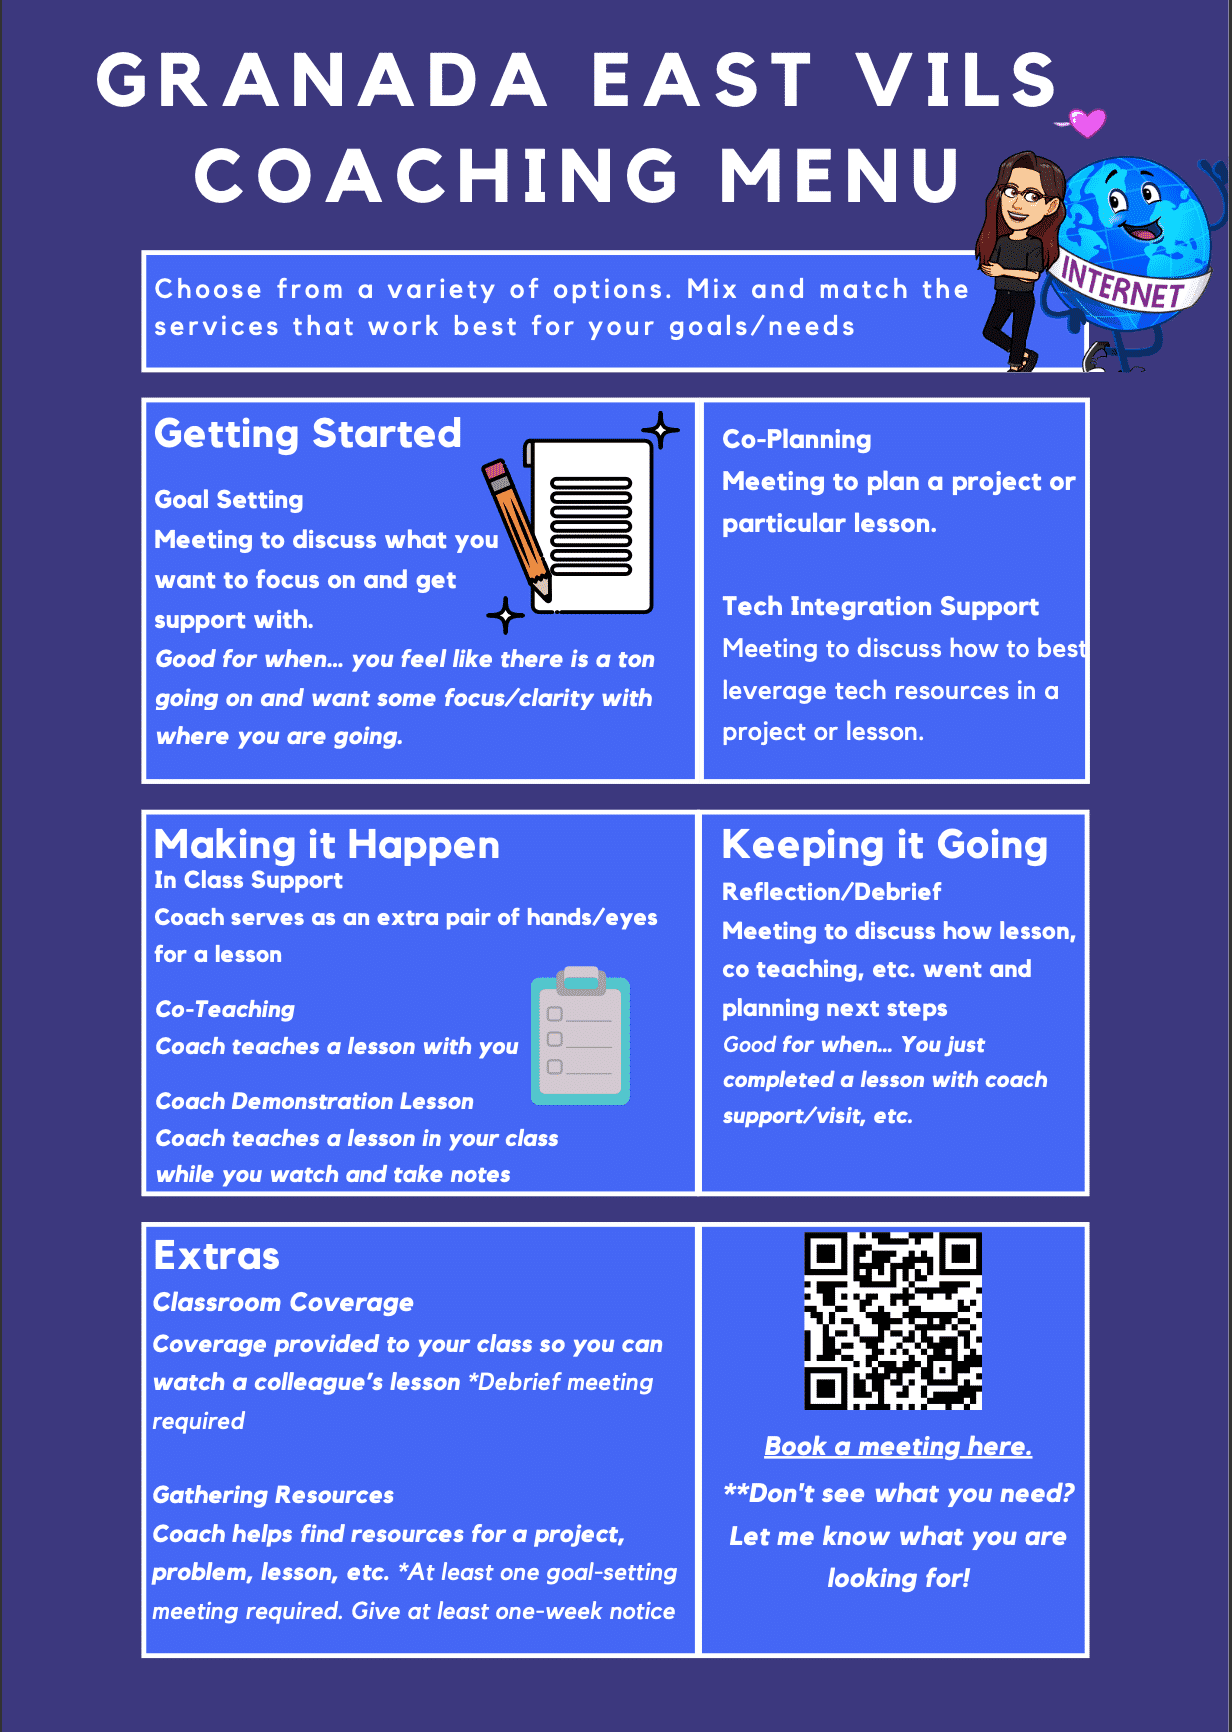 GRANADA EAST VILS
COACHING MENU
INTERNET
Choose from a variety of options. Mix and match the
services that work best for your goals/needs
Getting Started
Goal Setting
Meeting to discuss what you
want to focus on and get
support with.
Good for when... you feel like there is a ton
going on and want some focus/clarity with
where you are going.
Co-Planning
Meeting to plan a project or
particular lesson.
Tech Integration Support
Meeting to discuss how to best
leverage tech resources in a
project or lesson.
Making it Happen
In Class Support
Coach serves as an extra pair of hands/eyes
for a lesson
Co-Teaching
Coach teaches a lesson with you
Coach Demonstration Lesson
Coach teaches a lesson in your class
while you watch and take notes
Keeping it Going
Reflection/Debrief
Meeting to discuss how lesson,
co teaching, etc. went and
planning next steps
Good for when... You just
completed a lesson with coach
support/visit, etc.
Extras
Classroom Coverage
Coverage provided to your class so you can
watch a colleague's lesson *Debrief meeting
required
Gathering Resources
Coach helps find resources for a project,
problem, lesson, etc. *At least one goal-setting
meeting required. Give at least one-week notice
Book a meeting here.
**Don't see what you need?
Let me know what you are
looking for!